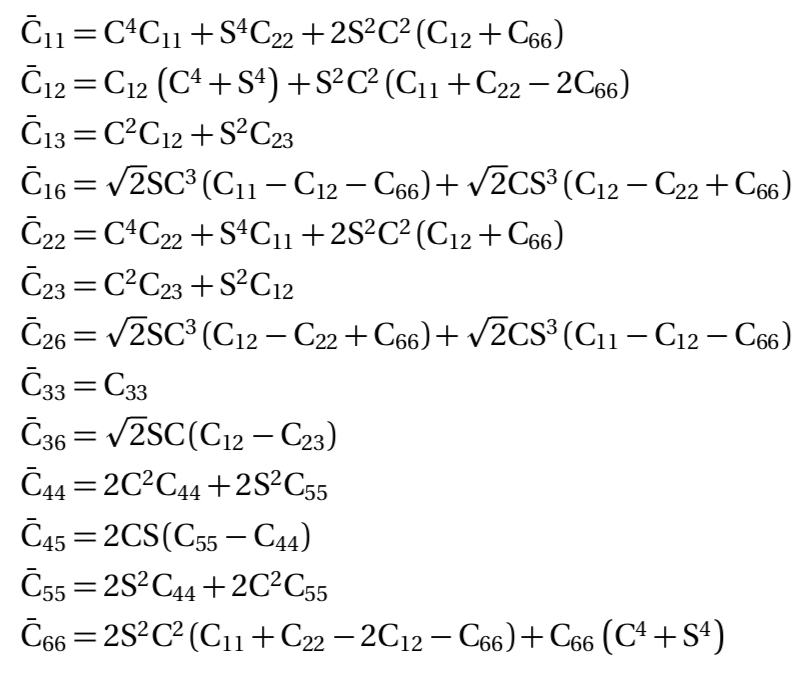 C̄₁₁ = C⁴C₁₁ + S⁴C₂₂ + 2S²C²(C₁₂ + C₆₆)
C̄₁₂ = C₁₂ (C⁴ + S⁴) + S²C²(C₁₁ + C₂₂ − 2C₆₆)
C̄₁₃ = C²C₁₂ + S²C₂₃
C̄₁₆ = √2SC³(C₁₁ − C₁₂ − C₆₆) + √2CS³(C₁₂ − C₂₂ + C₆₆)
C̄₂₂ = C⁴C₂₂ + S⁴C₁₁ + 2S²C²(C₁₂ + C₆₆)
C̄₂₃ = C²C₂₃ + S²C₁₂
C̄₂₆ = √2SC³(C₁₂ − C₂₂ + C₆₆) + √2CS³(C₁₁ − C₁₂ − C₆₆)
C̄₃₃ = C₃₃
C̄₃₆ = √2SC(C₁₂ − C₂₃)
C̄₄₄ = 2C²C₄₄ + 2S²C₅₅
C̄₄₅ = 2CS(C₅₅ − C₄₄)
C̄₅₅ = 2S²C₄₄ + 2C²C₅₅
C̄₆₆ = 2S²C²(C₁₁ + C₂₂ − 2C₁₂ − C₆₆) + C₆₆ (C⁴ + S⁴)